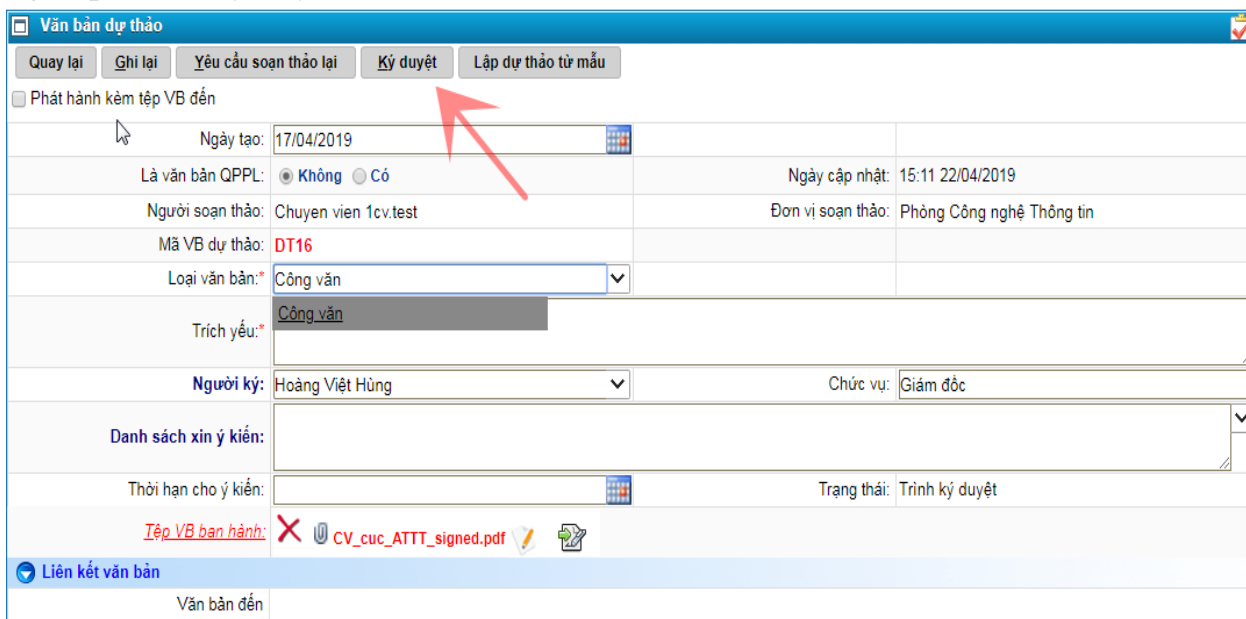 Văn bản dự thảo
Quay lại Ghi lại Yêu cầu soạn thảo lại Ký duyệt Lập dự thảo từ mẫu
Phát hành kèm tệp VB đến
Ngày tạo: 17/04/2019
Là văn bản QPPL: Không Có Ngày cập nhật: 15:11 22/04/2019
Người soạn thảo: Chuyen vien 1cv.test Đơn vị soạn thảo: Phòng Công nghệ Thông tin
Mã VB dự thảo: DT16
Loại văn bản:* Công văn
Công văn
Trích yếu:*
Người ký: Hoàng Việt Hùng Chức vụ: Giám đốc
Danh sách xin ý kiến:
Thời hạn cho ý kiến: Trạng thái: Trình ký duyệt
Tệp VB ban hành: CV_cuc_ATTT_signed.pdf
Liên kết văn bản
Văn bản đến